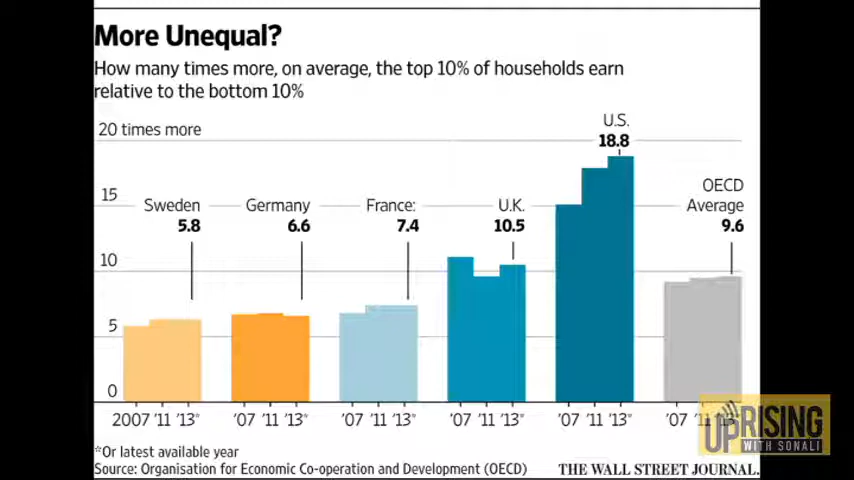 More Unequal?
How many times more, on average, the top 10% of households earn
relative to the bottom 10%
20 times more
15
10
5
0
Sweden
5.8
Germany
6.6
France:
7.4
U.K.
10.5
U.S.
18.8
OECD
Average
9.6
2007 '11 '13*
'07 '11 '13*
'07 '11 '13*
'07 '11 '13*
'07 '11 '13*
'07
*Or latest available year
Source: Organisation for Economic Co-operation and Development (OECD)
THE WALL STREET JOURNAL.
UPRISING
WITH SONALI